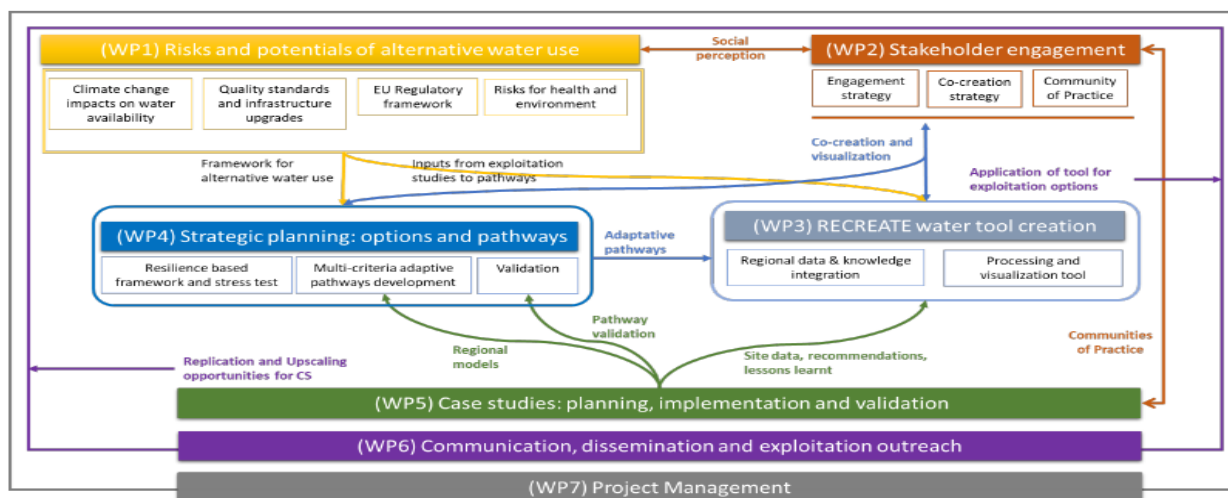 (WP1) Risks and potentials of alternative water use
Social
perception
(WP2) Stakeholder engagement
Climate change
impacts on water
availability
Quality standards
and infrastructure
upgrades
EU Regulatory
framework
Risks for health and
environment
Engagement
strategy
Co-creation
strategy
Community
of Practice
Framework for
alternative water use
Inputs from exploitation
studies to pathways
Co-creation and
visualization
Application of tool for
exploitation options
(WP4) Strategic planning: options and pathways
Resilience based
framework and stress test
Multi-criteria adaptive
pathways development
Validation
Adaptative
pathways
(WP3) RECREATE water tool creation
Regional data & knowledge
integration
Processing and
visualization tool
Pathway
validation
Regional
models
Site data, recommendations,
lessons learnt
Communities
of Practice
Replication and Upscaling
opportunities for CS
(WP5) Case studies: planning, implementation and validation
(WP6) Communication, dissemination and exploitation outreach
(WP7) Project Management